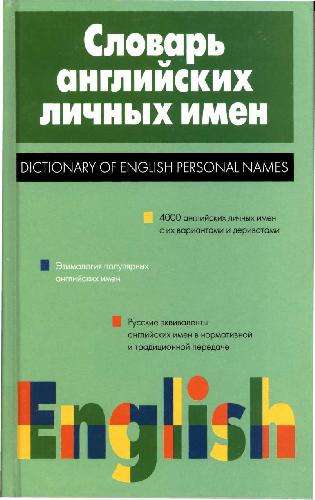 Словарь
английских
личных имен
DICTIONARY OF ENGLISH PERSONAL NAMES
4000 английских личных имен
с их вариантами и дериватами
Этимология популярных
английских имен
Русские эквиваленты
английских имен в нормативной
и традиционной передаче
English